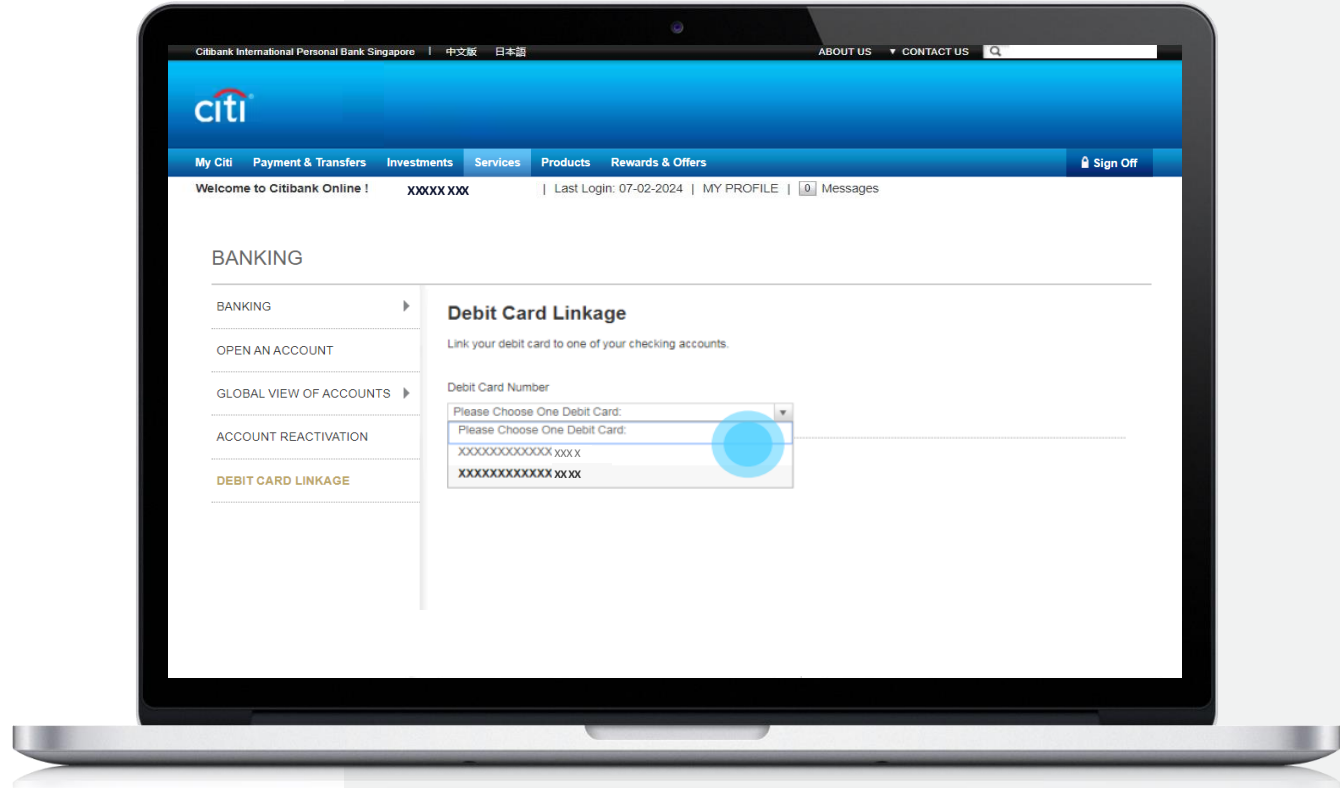 Citibank International Personal Bank Singapore | 中文版 日本語 ABOUT US ▼ CONTACT US
citi®
My Citi Payment & Transfers Investments Services Products Rewards & Offers Sign Off
Welcome to Citibank Online ! XXXXX XXX | Last Login: 07-02-2024 | MY PROFILE | 0 Messages
BANKING
BANKING
OPEN AN ACCOUNT
GLOBAL VIEW OF ACCOUNTS
ACCOUNT REACTIVATION
DEBIT CARD LINKAGE
Debit Card Linkage
Link your debit card to one of your checking accounts.
Debit Card Number
Please Choose One Debit Card:
Please Choose One Debit Card:
XXXXXXXXXXXX XXXX
XXXXXXXXXXXX XXXX